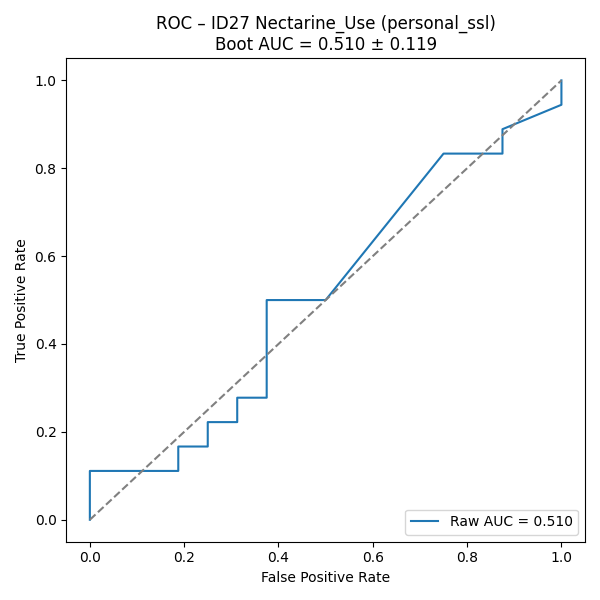 ROC – ID27 Nectarine_Use (personal_ssl)
Boot AUC = 0.510 ± 0.119
1.0
0.8
0.6
0.4
0.2
0.0
True Positive Rate
Raw AUC = 0.510
0.0 0.2 0.4 0.6 0.8 1.0
False Positive Rate